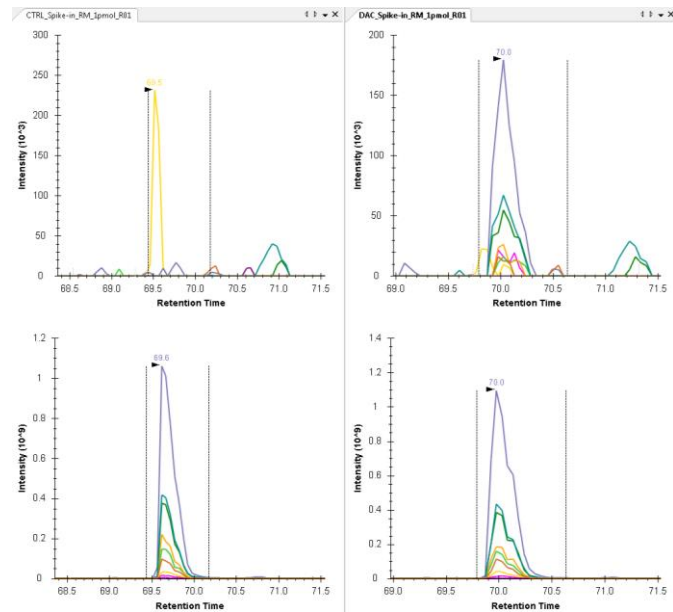 CTRL_Spike-in_RM_1pmol_R01
DAC_Spike-in_RM_1pmol_R01
300
250
200
150
100
50
0
Intensity (10^3)
69.5
68.5 69.0 69.5 70.0 70.5 71.0 71.5
Retention Time
200
150
100
50
0
Intensity (10^3)
70.0
69.0 69.5 70.0 70.5 71.0 71.5
Retention Time
1.2
1
0.8
0.6
0.4
0.2
0
Intensity (10^9)
69.6
68.5 69.0 69.5 70.0 70.5 71.0 71.5
Retention Time
1.4
1.2
1
0.8
0.6
0.4
0.2
0
Intensity (10^9)
70.0
69.0 69.5 70.0 70.5 71.0 71.5
Retention Time